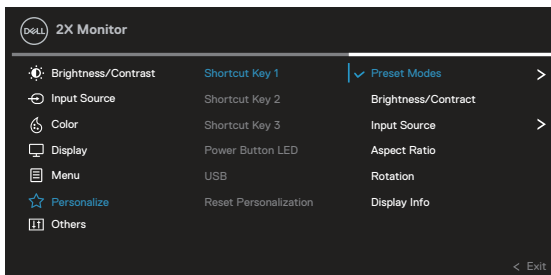 DELL 2X Monitor
Brightness/Contrast
Input Source
Color
Display
Menu
Personalize
Others
Shortcut Key 1
Shortcut Key 2
Shortcut Key 3
Power Button LED
USB
Reset Personalization
Preset Modes >
Brightness/Contract
Input Source >
Aspect Ratio
Rotation
Display Info
< Exit